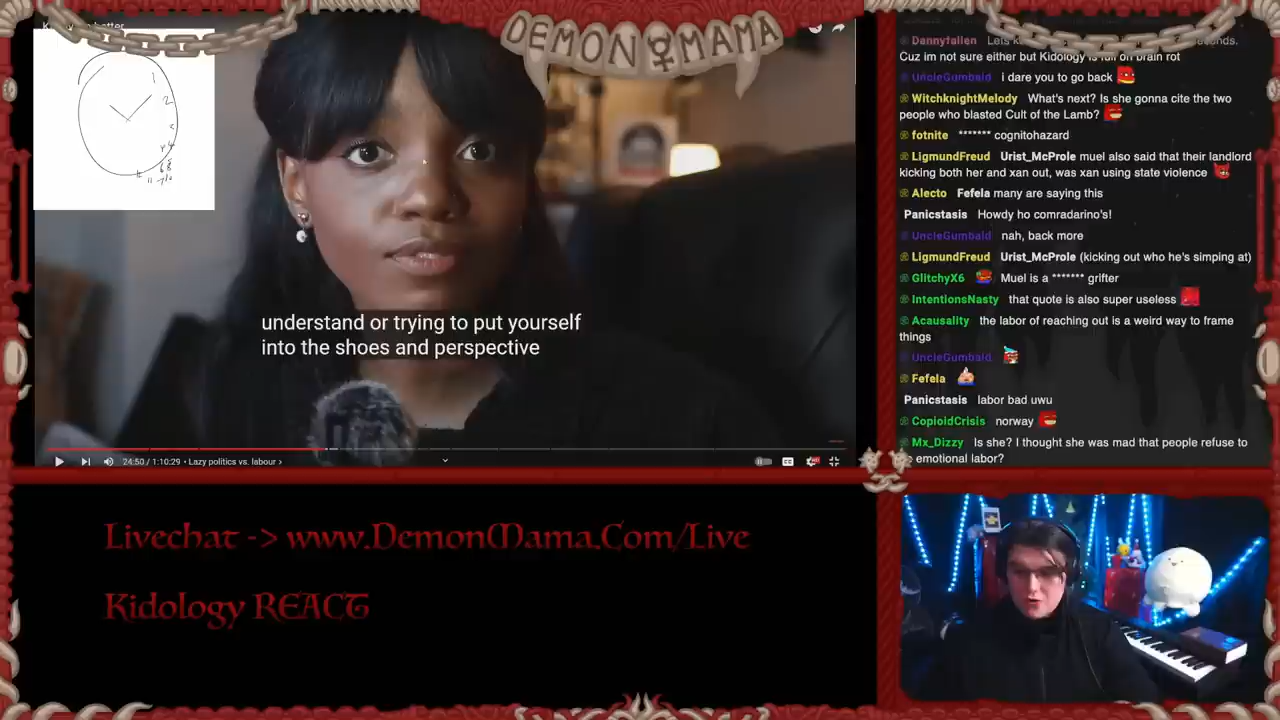 DEMON MAMA
understand or trying to put yourself
into the shoes and perspective
24:50 / 1:10:29 • Lazy politics vs. labour ›
Livechat -> www.DemonMama.Com/Live
Kidology REACT
Dannyfallen
Cuz im not sure either but Kidology is full on brain rot
UncleGumbald i dare you to go back
WitchknightMelody What's next? Is she gonna cite the two
people who blasted Cult of the Lamb?
fotnite ******* cognitohazard
LigmundFreud Urist_McProle muel also said that their landlord
kicking both her and xan out, was xan using state violence
Alecto Fefela many are saying this
Panicstasis Howdy ho comradarino's!
UncleGumbald nah, back more
LigmundFreud Urist_McProle (kicking out who he's simping at)
GlitchyX6 Muel is a ******* grifter
IntentionsNasty that quote is also super useless
Acausality the labor of reaching out is a weird way to frame
things
UncleGumbald
Fefela
Panicstasis labor bad uwu
CopioidCrisis norway
Mx_Dizzy Is she? I thought she was mad that people refuse to
emotional labor?